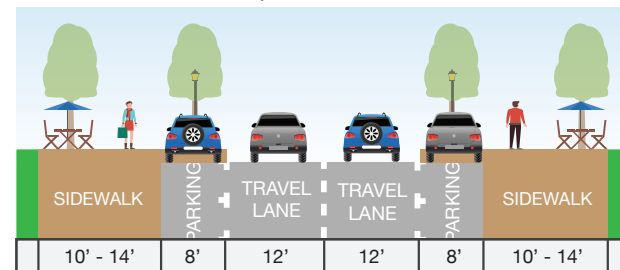 SIDEWALK
PARKING
TRAVEL
LANE
TRAVEL
LANE
PARKING
SIDEWALK
10' - 14' 8' 12' 12' 8' 10' - 14'